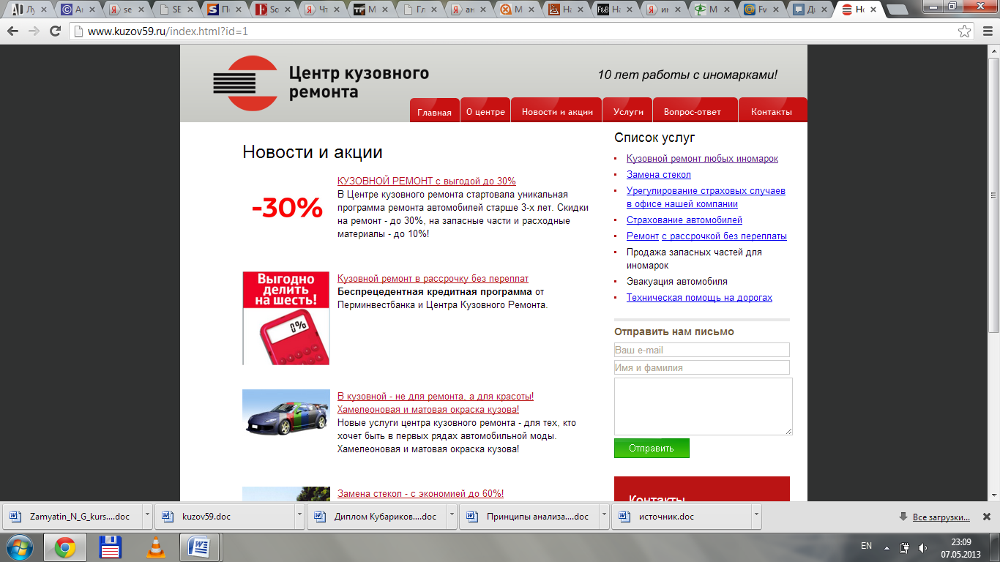 Лу
Ан
se
SE
По
So
Чт
М
Гл
ан
М
На
На
ин
М
Fw
Ди
Но
www.kuzov59.ru/index.html?id=1
Центр кузовного
ремонта
10 лет работы с иномарками!
Главная
О центре
Новости и акции
Услуги
Вопрос-ответ
Контакты
Новости и акции
-30%
КУЗОВНОЙ РЕМОНТ с выгодой до 30%
В Центре кузовного ремонта стартовала уникальная
программа ремонта автомобилей старше 3-х лет. Скидки
на ремонт - до 30%, на запасные части и расходные
материалы - до 10%!
Выгодно
делить
на шесть!
0%
Кузовной ремонт в рассрочку без переплат
Беспрецедентная кредитная программа от
Перминвестбанка и Центра Кузовного Ремонта.
В кузовной - не для ремонта, а для красоты!
Хамелеоновая и матовая окраска кузова!
Новые услуги центра кузовного ремонта - для тех, кто
хочет быть в первых рядах автомобильной моды.
Хамелеоновая и матовая окраска кузова!
Замена стекол - с экономией до 60%!
Список услуг
Кузовной ремонт любых иномарок
Замена стекол
Урегулирование страховых случаев
в офисе нашей компании
Страхование автомобилей
Ремонт с рассрочкой без переплаты
Продажа запасных частей для
иномарок
Эвакуация автомобиля
Техническая помощь на дорогах
Отправить нам письмо
Ваш e-mail
Имя и фамилия
Отправить
Контакты
Zamyatin_N_G_kurs....doc
kuzov59.doc
Диплом Кубариков....doc
Принципы анализа....doc
источник.doc
Все загрузки...
EN
23:09
07.05.2013